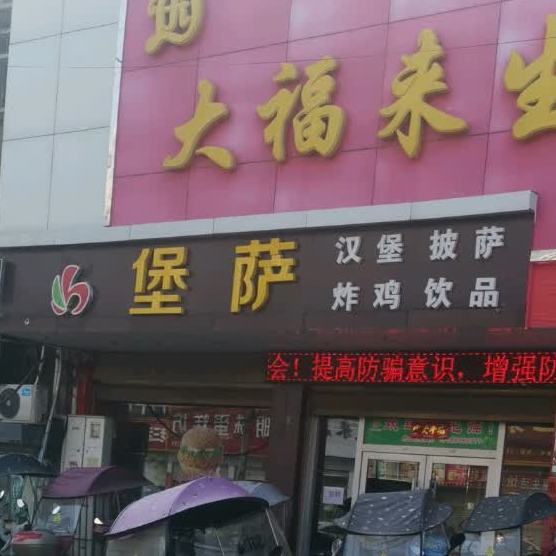 大福来生
堡萨
汉堡 披萨
炸鸡 饮品
会！提高防骗意识，增强防